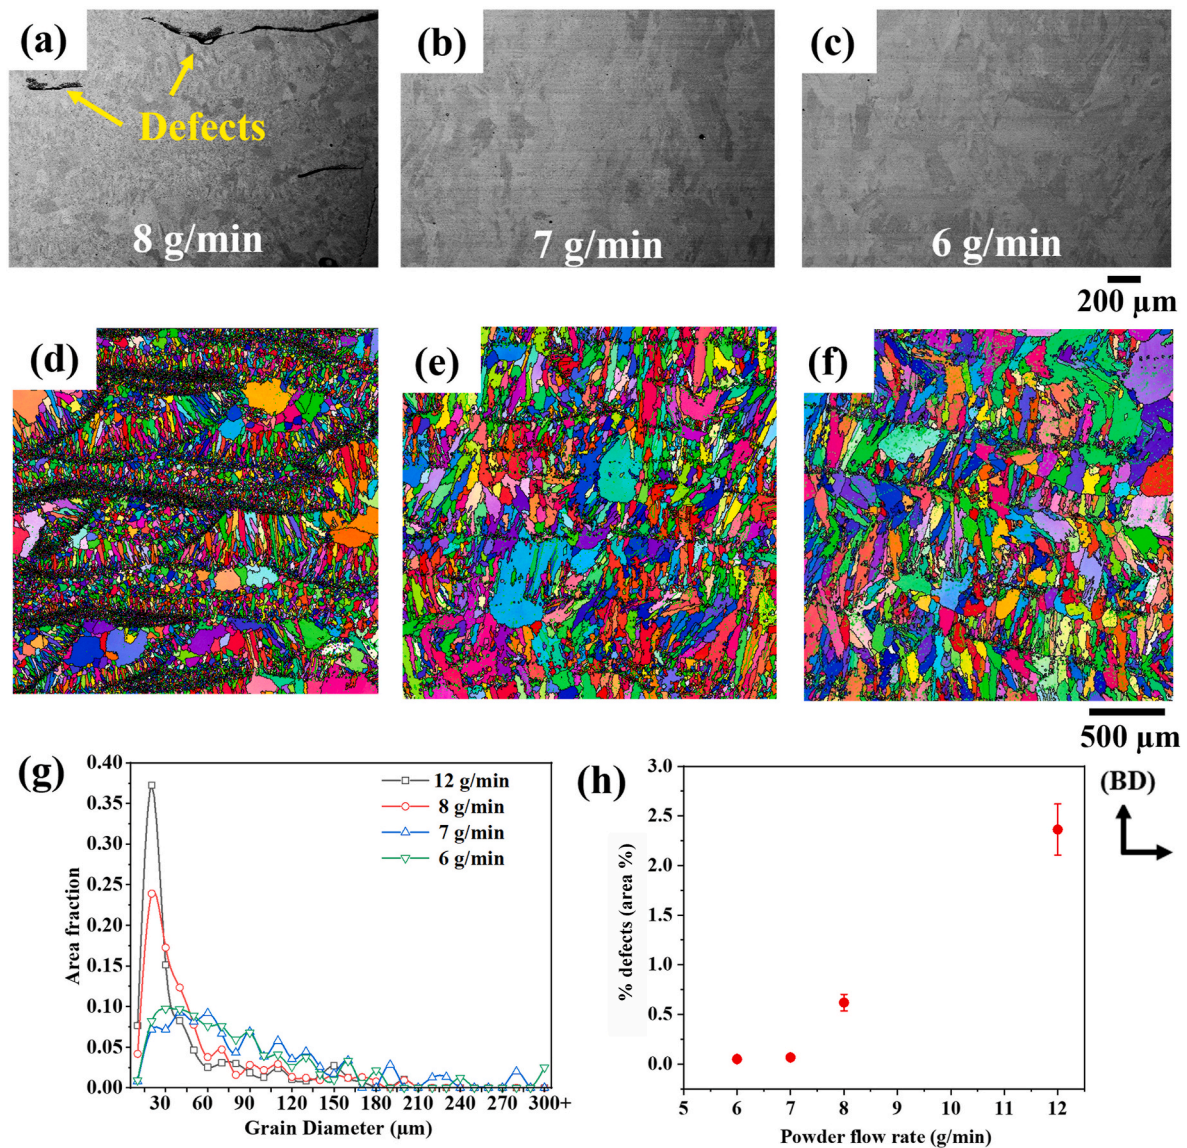 (a)
Defects
8 g/min
(b)
7 g/min
(c)
6 g/min
200 µm
(d)
(e)
(f)
500 µm
(g)
0.40
0.35
0.30
0.25
0.20
0.15
0.10
0.05
0.00
Area fraction
12 g/min
8 g/min
7 g/min
6 g/min
30 60 90 120 150 180 210 240 270 300+
Grain Diameter (µm)
(h)
3.0
2.5
2.0
1.5
1.0
0.5
0.0
% defects (area %)
5 6 7 8 9 10 11 12
Powder flow rate (g/min)
(BD)